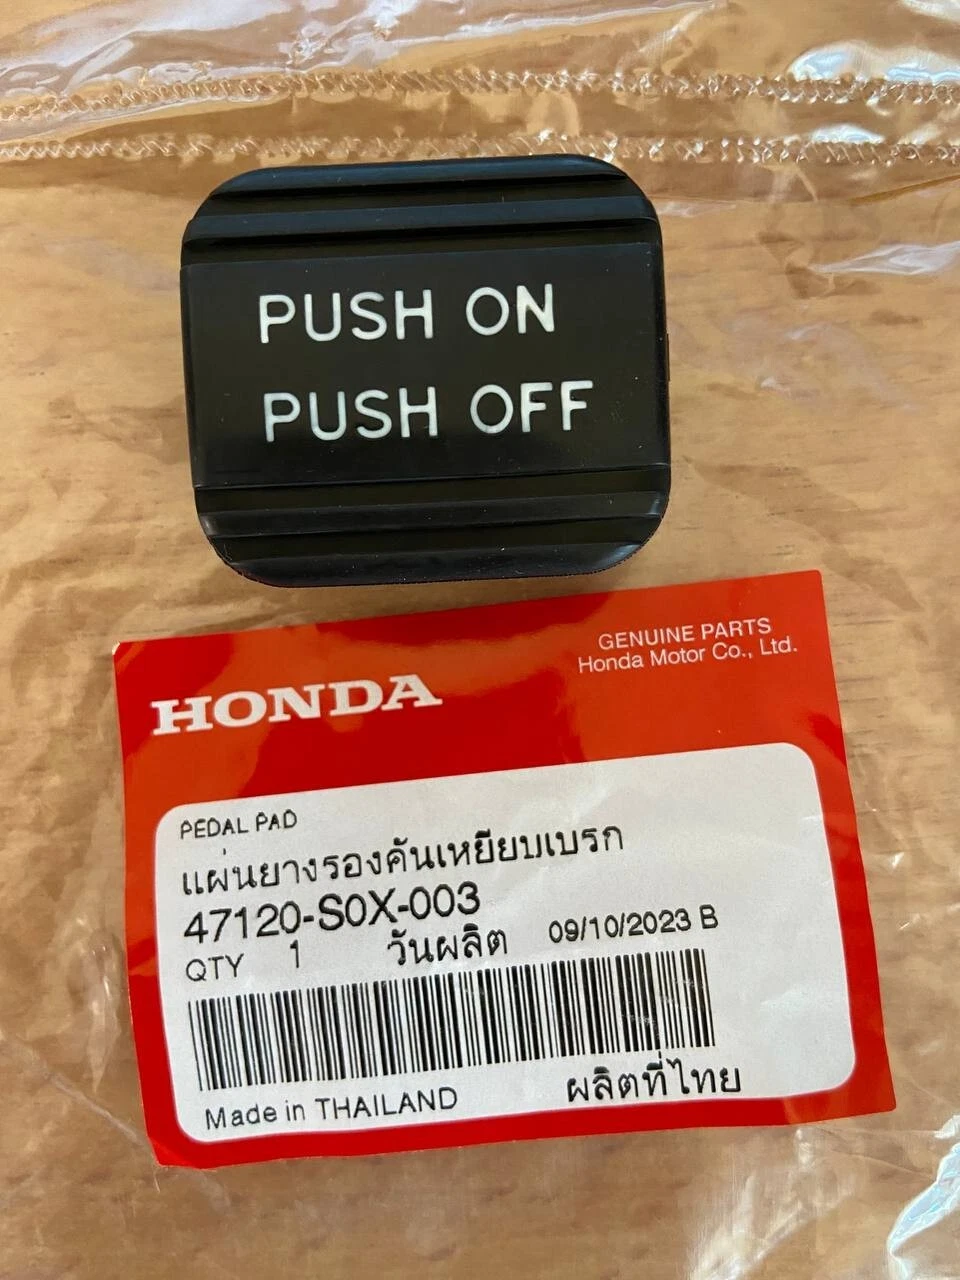 PUSH ON
PUSH OFF
GENUINE PARTS
Honda Motor Co., Ltd.
HONDA
PEDAL PAD
แผ่นยางรองคันเหยียบเบรก
47120-S0X-003
QTY 1 วันผลิต 09/10/2023 B
Made in THAILAND ผลิตที่ไทย